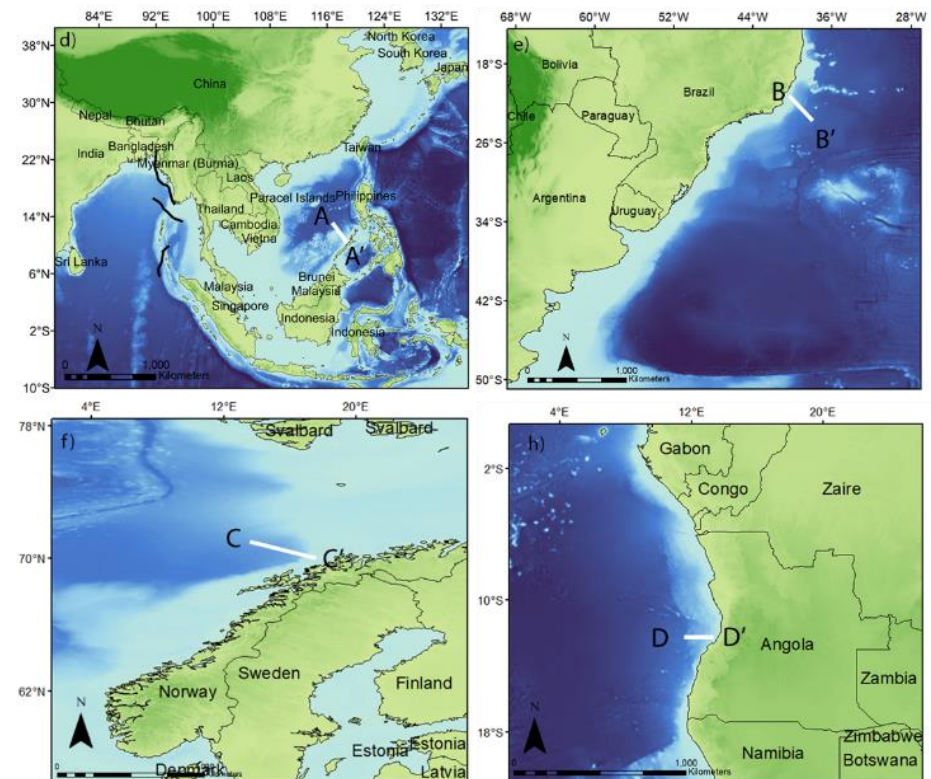 84°E 92°E 100°E 108°E 116°E 124°E 132°E
68°W 60°W 52°W 44°W 36°W 28°W
d)
38°N
30°N
22°N
14°N
6°N
2°S
10°S
North Korea
South Korea
Japan
China
Nepal
Bhutan
Bangladesh
India
Myanmar (Burma)
Taiwan
Laos
Paracel Islands
Philippines
Thailand
A
Cambodia
Vietna
A'
Sri Lanka
Brunei
Malaysia
Malaysia
Singapore
Indonesia
Indonesia
N
0 1,000
Kilometers
e)
18°S
26°S
34°S
42°S
50°S
Bolivia
Brazil
B
Chile
Paraguay
B'
Argentina
Uruguay
N
0 1,000
Kilometers
4°E 12°E 20°E
4°E 12°E 20°E
f)
78°N
70°N
62°N
Svalbard
Svalbard
C
C'
Sweden
Norway
Finland
N
Estonia
Estonia
Denmark
Latvia
0
h)
2°S
10°S
18°S
Gabon
Congo
Zaire
D
D'
Angola
Zambia
N
Zimbabwe
Namibia
Botswana
0 1,000
Kilometers